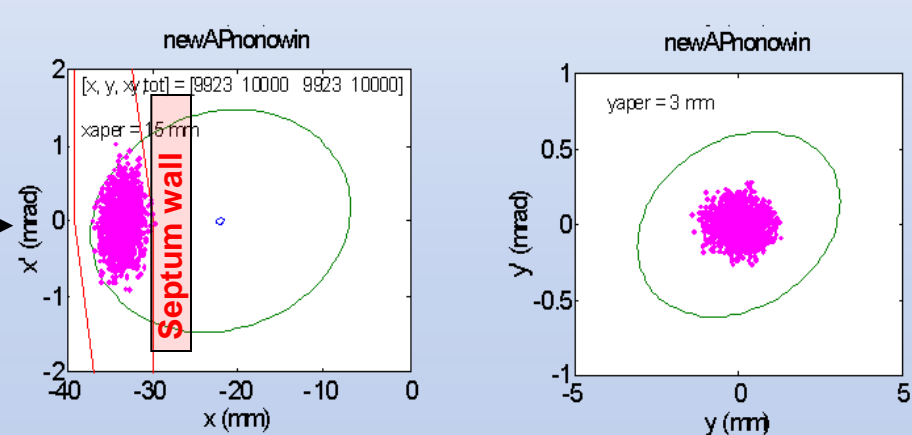 newAPnonowin
[x, y, xy,tot] = [9923 10000 9923 10000]
xaper = 15 mm
Septum wall
2
1
0
-1
-2
x' (mrad)
-40 -30 -20 -10 0
x (mm)
newAPnonowin
yaper = 3 mm
1
0.5
0
-0.5
-1
y' (mrad)
-5 0 5
y (mm)